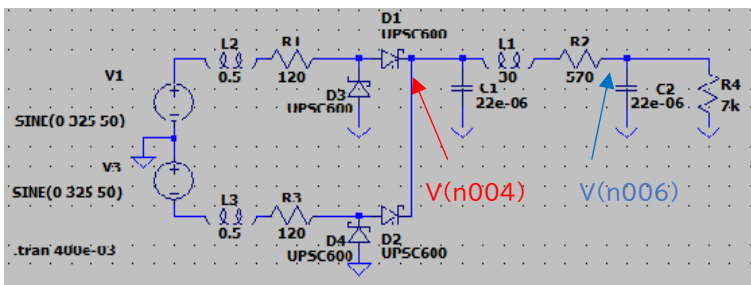 D1
UPSC600
L2
R1
L1
R2
0.5
120
30
570
V1
D3
UPSC600
C1
22e-06
C2
22e-06
R4
7k
SINE(0 325 50)
V3
SINE(0 325 50)
V(n004)
V(n006)
L3
R3
0.5
120
D4
UPSC600
D2
UPSC600
.tran 400e-03